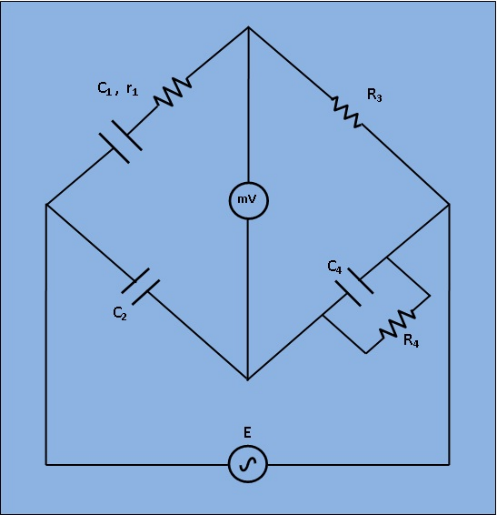 C₁, r₁
R₃
mV
C₄
C₂
R₄
E